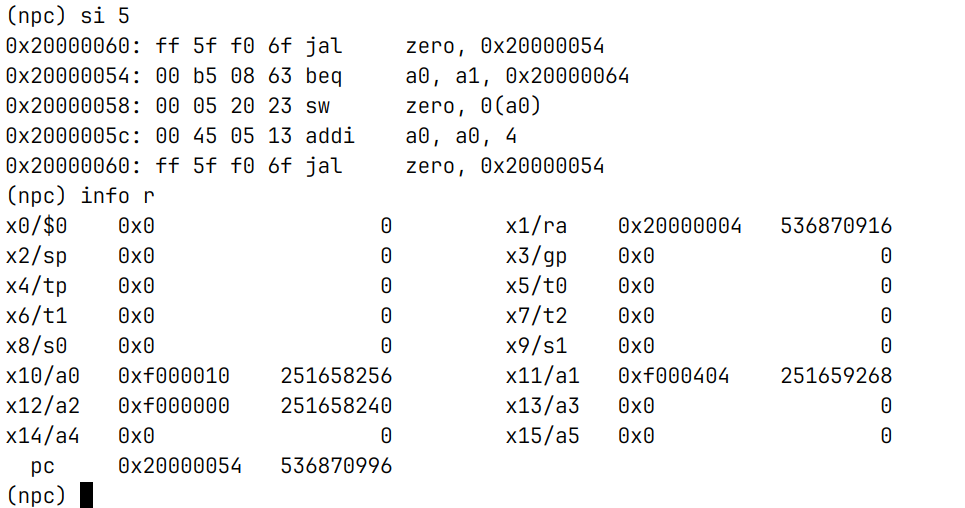 (npc) si 5
0x20000060: ff 5f f0 6f jal     zero, 0x20000054
0x20000054: 00 b5 08 63 beq     a0, a1, 0x20000064
0x20000058: 00 05 20 23 sw      zero, 0(a0)
0x2000005c: 00 45 05 13 addi    a0, a0, 4
0x20000060: ff 5f f0 6f jal     zero, 0x20000054
(npc) info r
x0/$0    0x0                  0         x1/ra    0x20000004   536870916
x2/sp    0x0                  0         x3/gp    0x0                  0
x4/tp    0x0                  0         x5/t0    0x0                  0
x6/t1    0x0                  0         x7/t2    0x0                  0
x8/s0    0x0                  0         x9/s1    0x0                  0
x10/a0   0xf000010    251658256         x11/a1   0xf000404    251659268
x12/a2   0xf000000    251658240         x13/a3   0x0                  0
x14/a4   0x0                  0         x15/a5   0x0                  0
  pc     0x20000054   536870996
(npc)